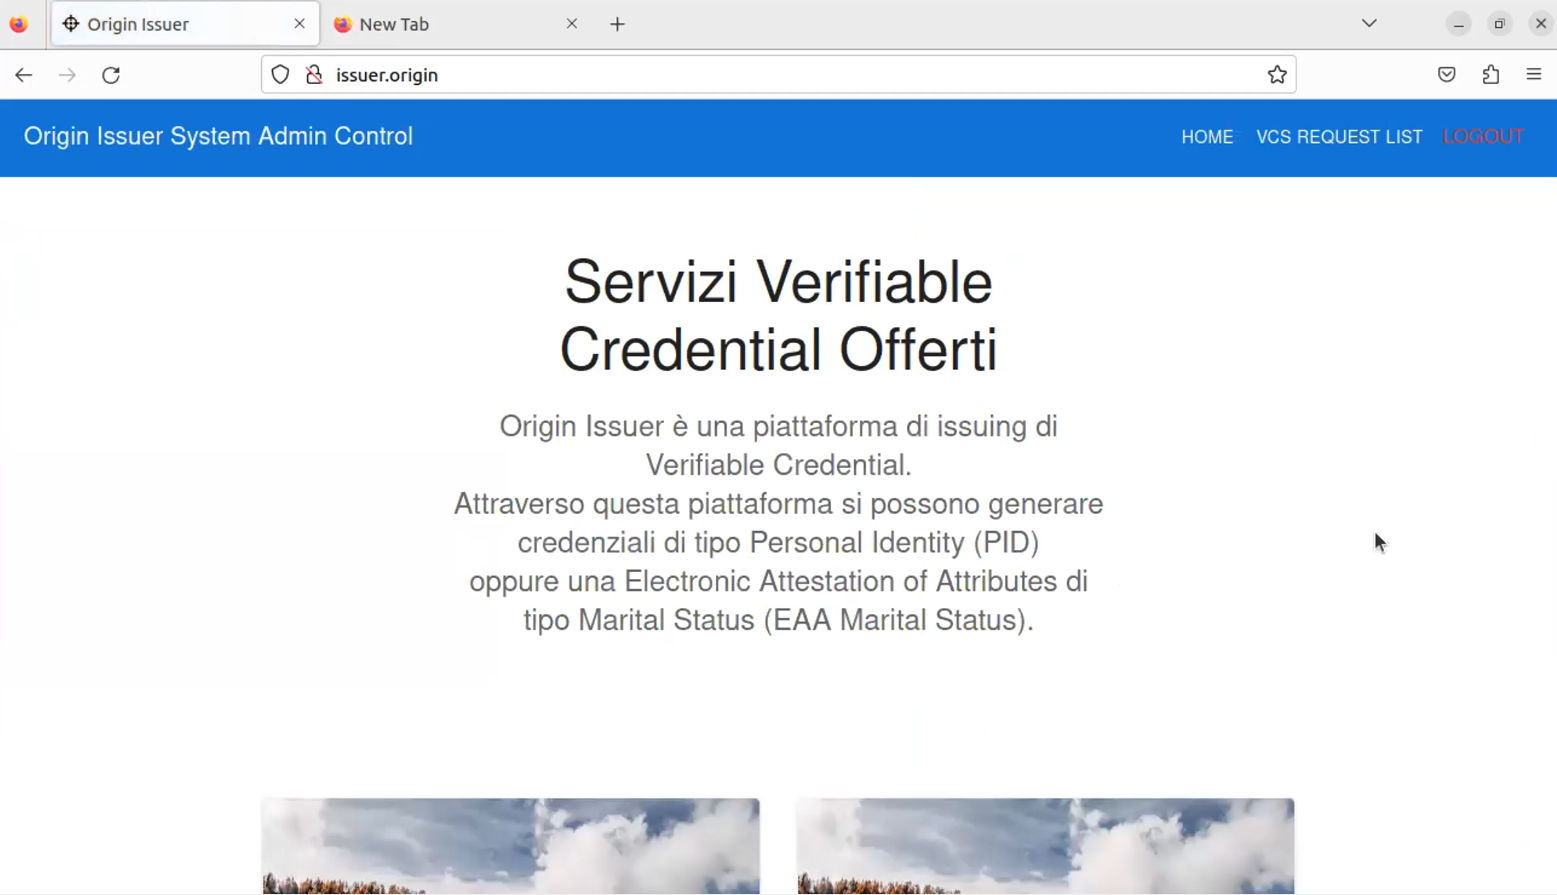 Origin Issuer
New Tab
issuer.origin
Origin Issuer System Admin Control
HOME
VCS REQUEST LIST
LOGOUT
Servizi Verifiable
Credential Offerti
Origin Issuer è una piattaforma di issuing di
Verifiable Credential.
Attraverso questa piattaforma si possono generare
credenziali di tipo Personal Identity (PID)
oppure una Electronic Attestation of Attributes di
tipo Marital Status (EAA Marital Status).